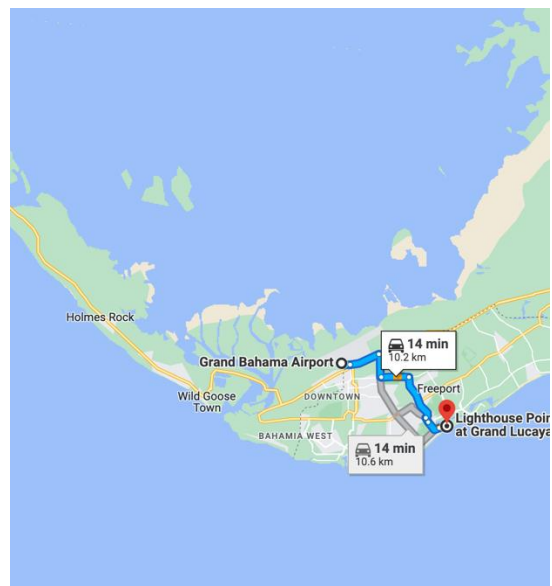 Holmes Rock
14 min
10.2 km
Grand Bahama Airport
Wild Goose
Town
DOWNTOWN
Freeport
BAHAMIA WEST
Lighthouse Poin
at Grand Lucaya
14 min
10.6 km